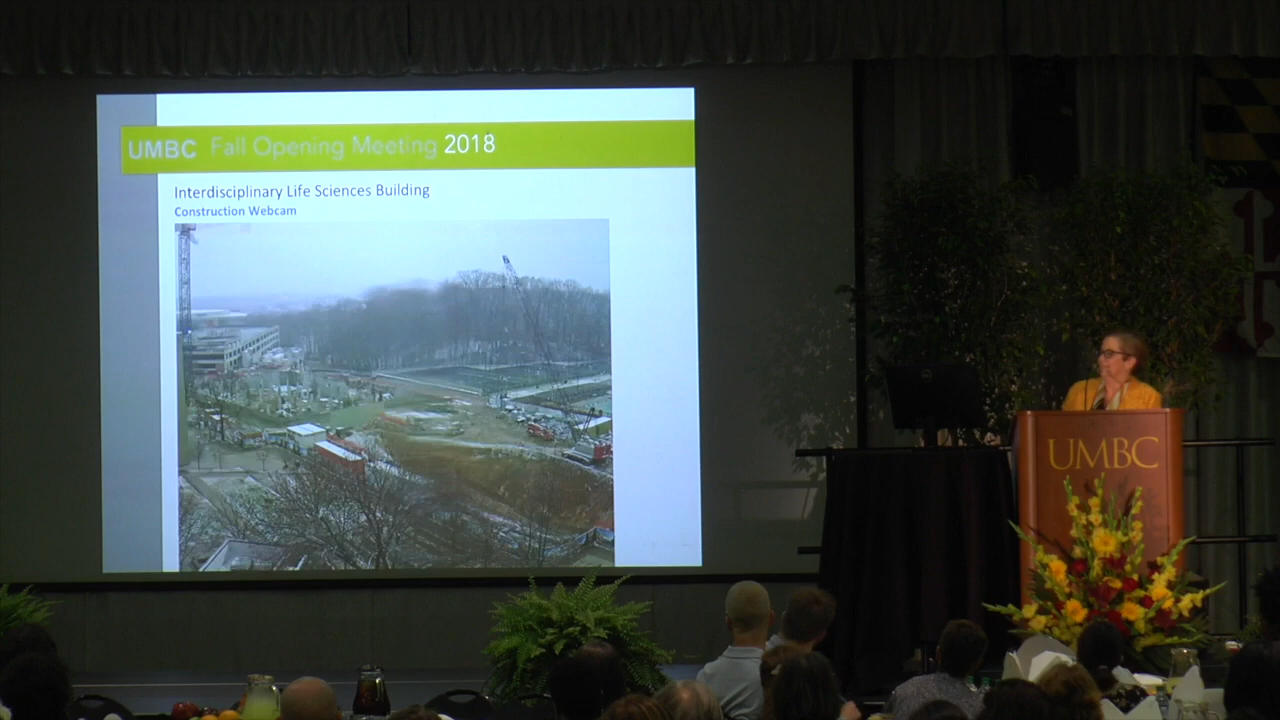 UMBC Fall Opening Meeting 2018
Interdisciplinary Life Sciences Building
Construction Webcam
UMBC